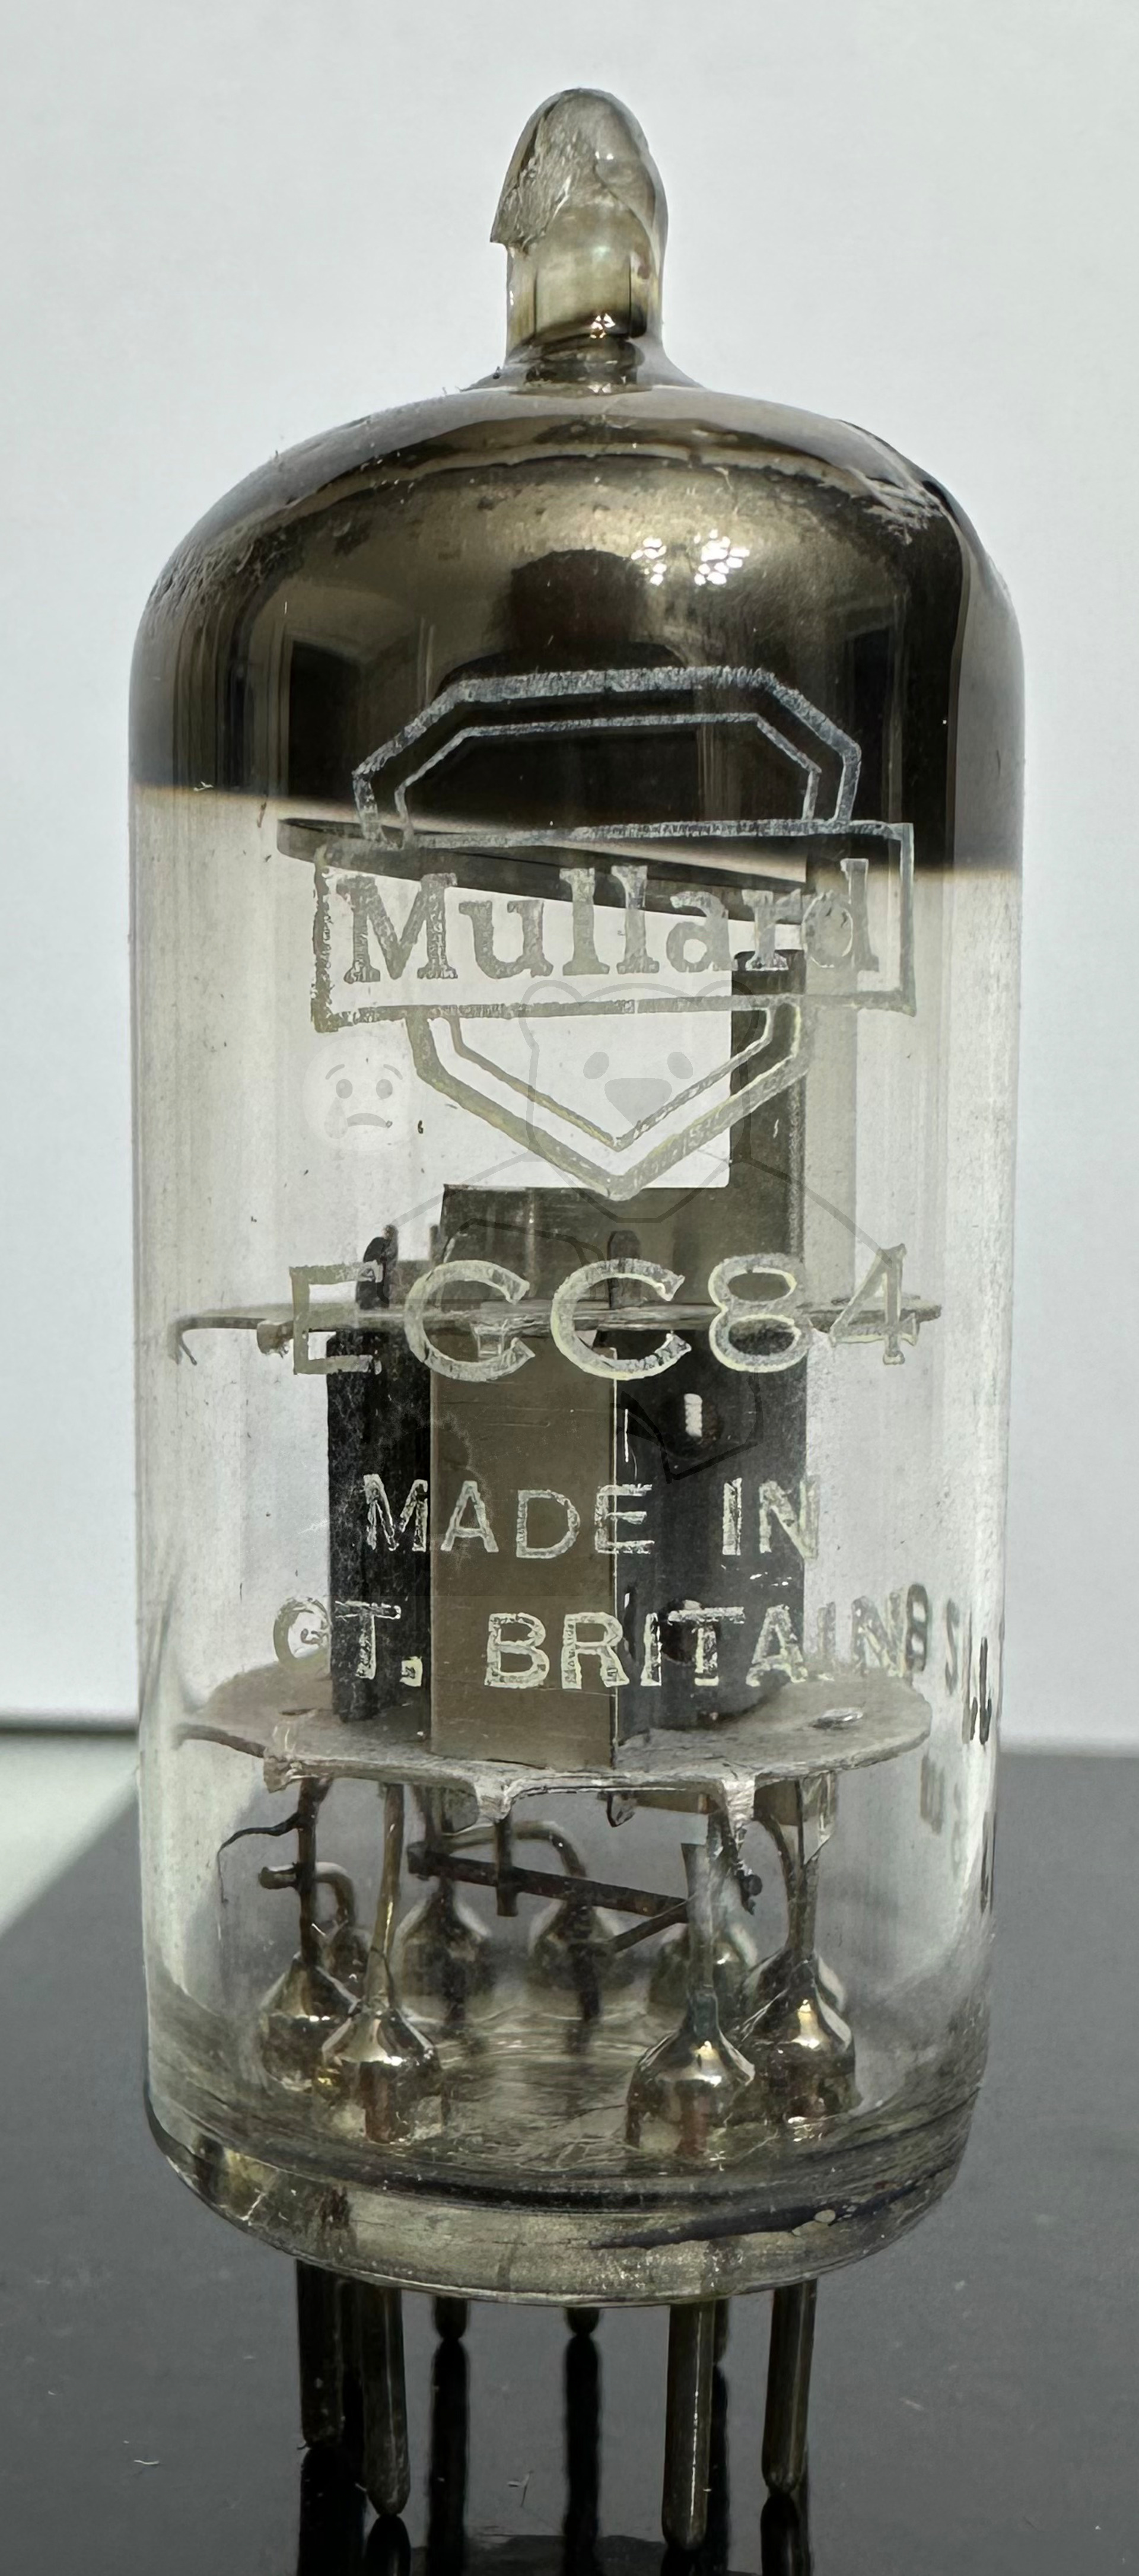 Mullard
ECC84
MADE IN
GT. BRITAIN